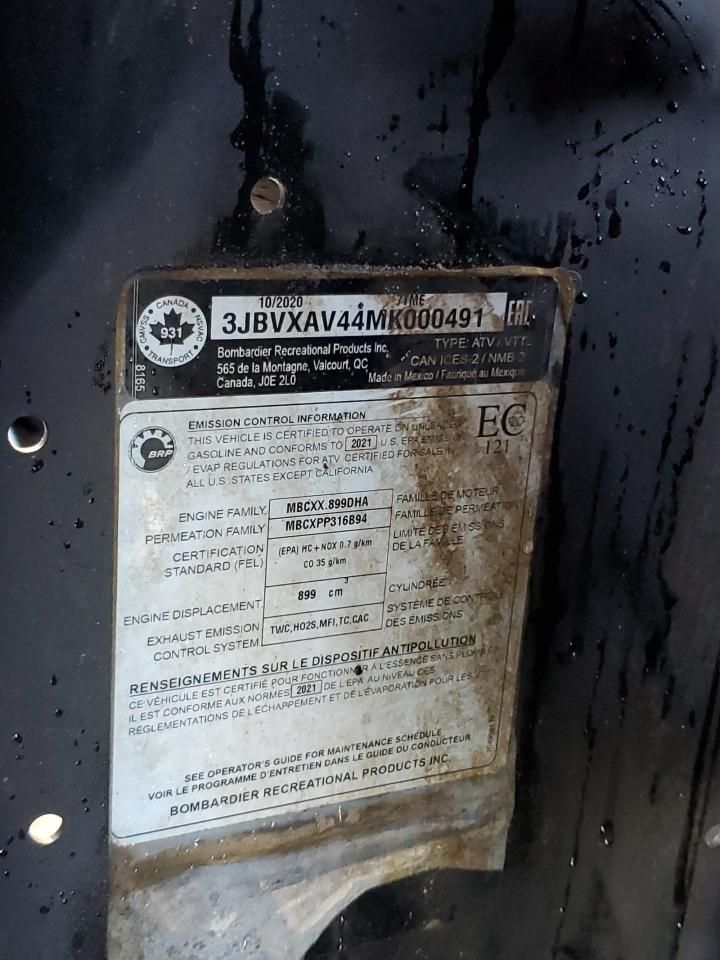 CANADA
CMVSS
931
NSVAC
TRANSPORT
8165
10/2020 7TME
3JBVXAV44MK000491
EAC
Bombardier Recreational Products Inc.
565 de la Montagne, Valcourt, QC
Canada, J0E 2L0
TYPE: ATV / VTT
CAN ICES-2 / NMB-2
Made in Mexico / Fabriqué au Mexique
BRP
EMISSION CONTROL INFORMATION
THIS VEHICLE IS CERTIFIED TO OPERATE ON UNLEADED
GASOLINE AND CONFORMS TO 2021 U.S. EPA EMISSION
/ EVAP REGULATIONS FOR ATV CERTIFIED FOR SALE IN
ALL U.S. STATES EXCEPT CALIFORNIA
EC
121
ENGINE FAMILY MBCXX.899DHA FAMILLE DE MOTEUR
PERMEATION FAMILY MBCXPP316B94 FAMILLE DE PERMÉATION
CERTIFICATION STANDARD (FEL) (EPA) HC+NOX 0.7 g/km CO 35 g/km LIMITE DES ÉMISSIONS DE LA FAMILLE
ENGINE DISPLACEMENT 899 cm3 CYLINDRÉE
EXHAUST EMISSION CONTROL SYSTEM TWC,HO2S,MFI,TC,CAC SYSTÈME DE CONTRÔLE DES ÉMISSIONS
RENSEIGNEMENTS SUR LE DISPOSITIF ANTIPOLLUTION
CE VÉHICULE EST CERTIFIÉ POUR FONCTIONNER À L'ESSENCE SANS PLOMB ET
IL EST CONFORME AUX NORMES 2021 DE L'EPA AU NIVEAU DES
RÉGLEMENTATIONS DE L'ÉCHAPPEMENT ET DE L'ÉVAPORATION POUR LES
SEE OPERATOR'S GUIDE FOR MAINTENANCE SCHEDULE
VOIR LE PROGRAMME D'ENTRETIEN DANS LE GUIDE DU CONDUCTEUR
BOMBARDIER RECREATIONAL PRODUCTS INC.